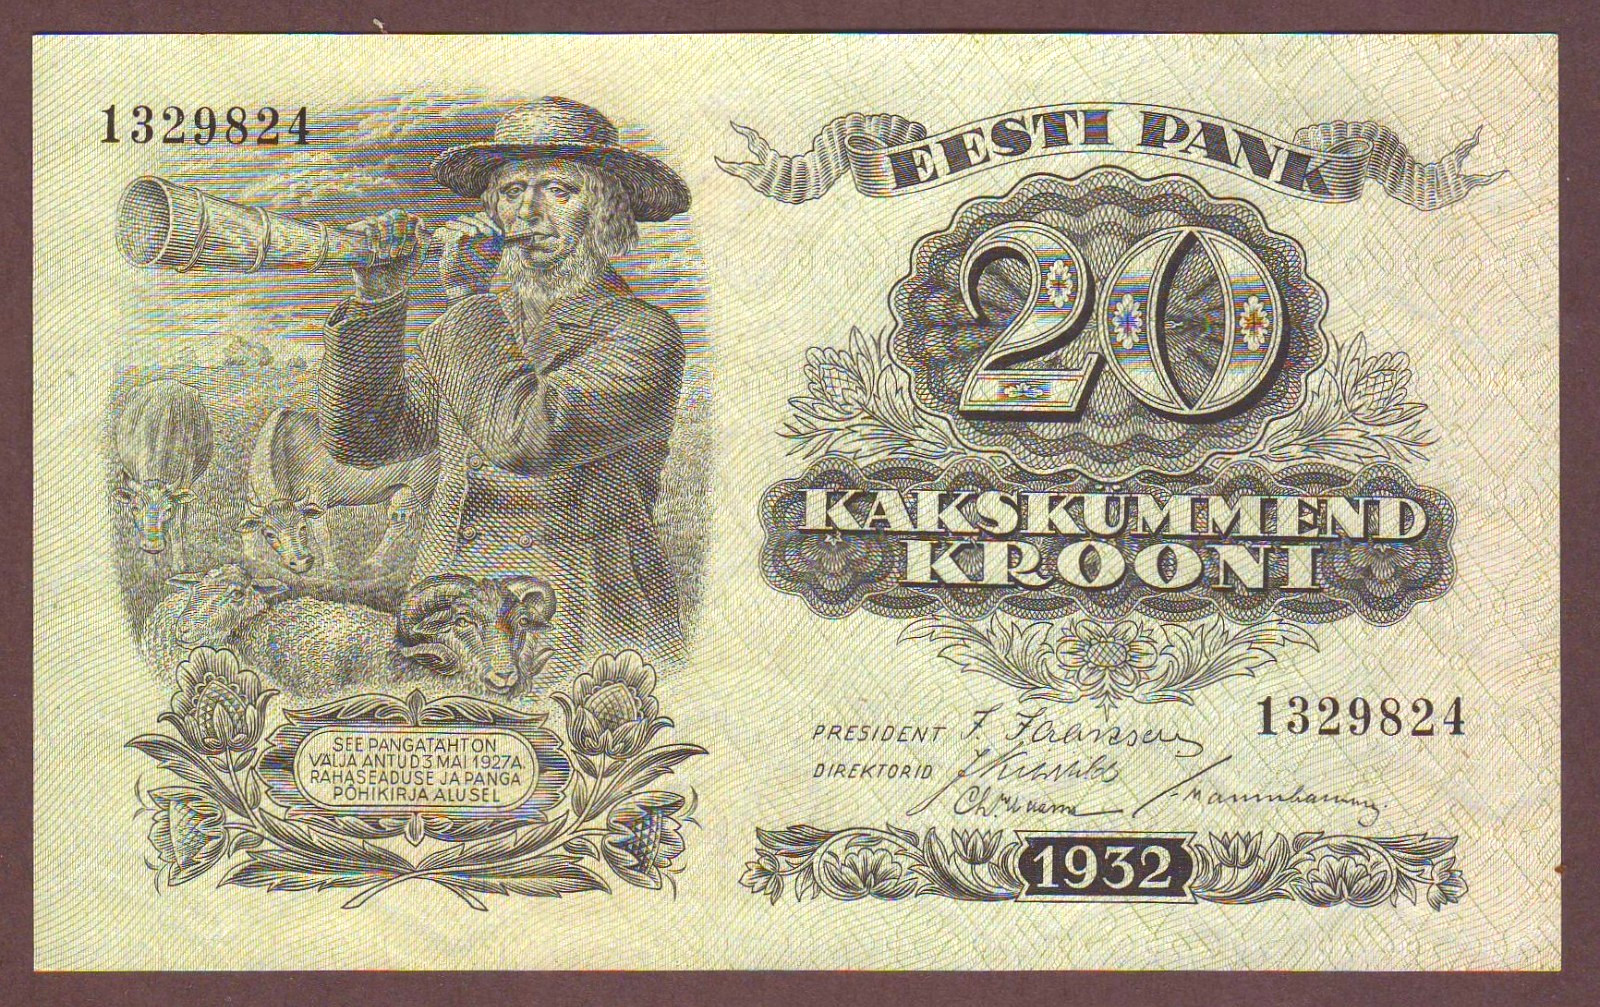 1329824
EESTI PANK
20
KAKSKÜMMEND
KROONI
1329824
PRESIDENT
DIREKTORID
SEE PANGATÄHT ON
VÄLJA ANTUD 3 MAI 1927 A.
RAHASEADUSE JA PANGA
PÕHIKIRJA ALUSEL
1932